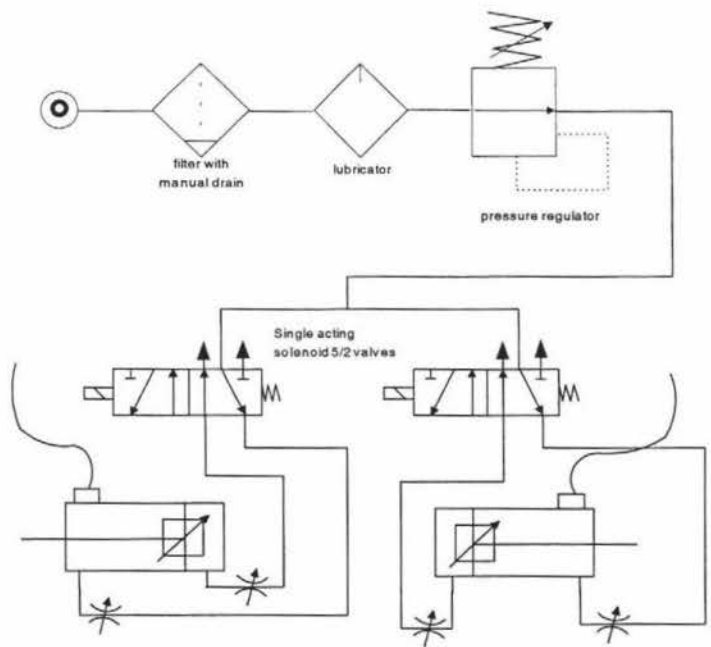 filter with
manual drain
lubricator
pressure regulator
Single acting
solenoid 5/2 valves